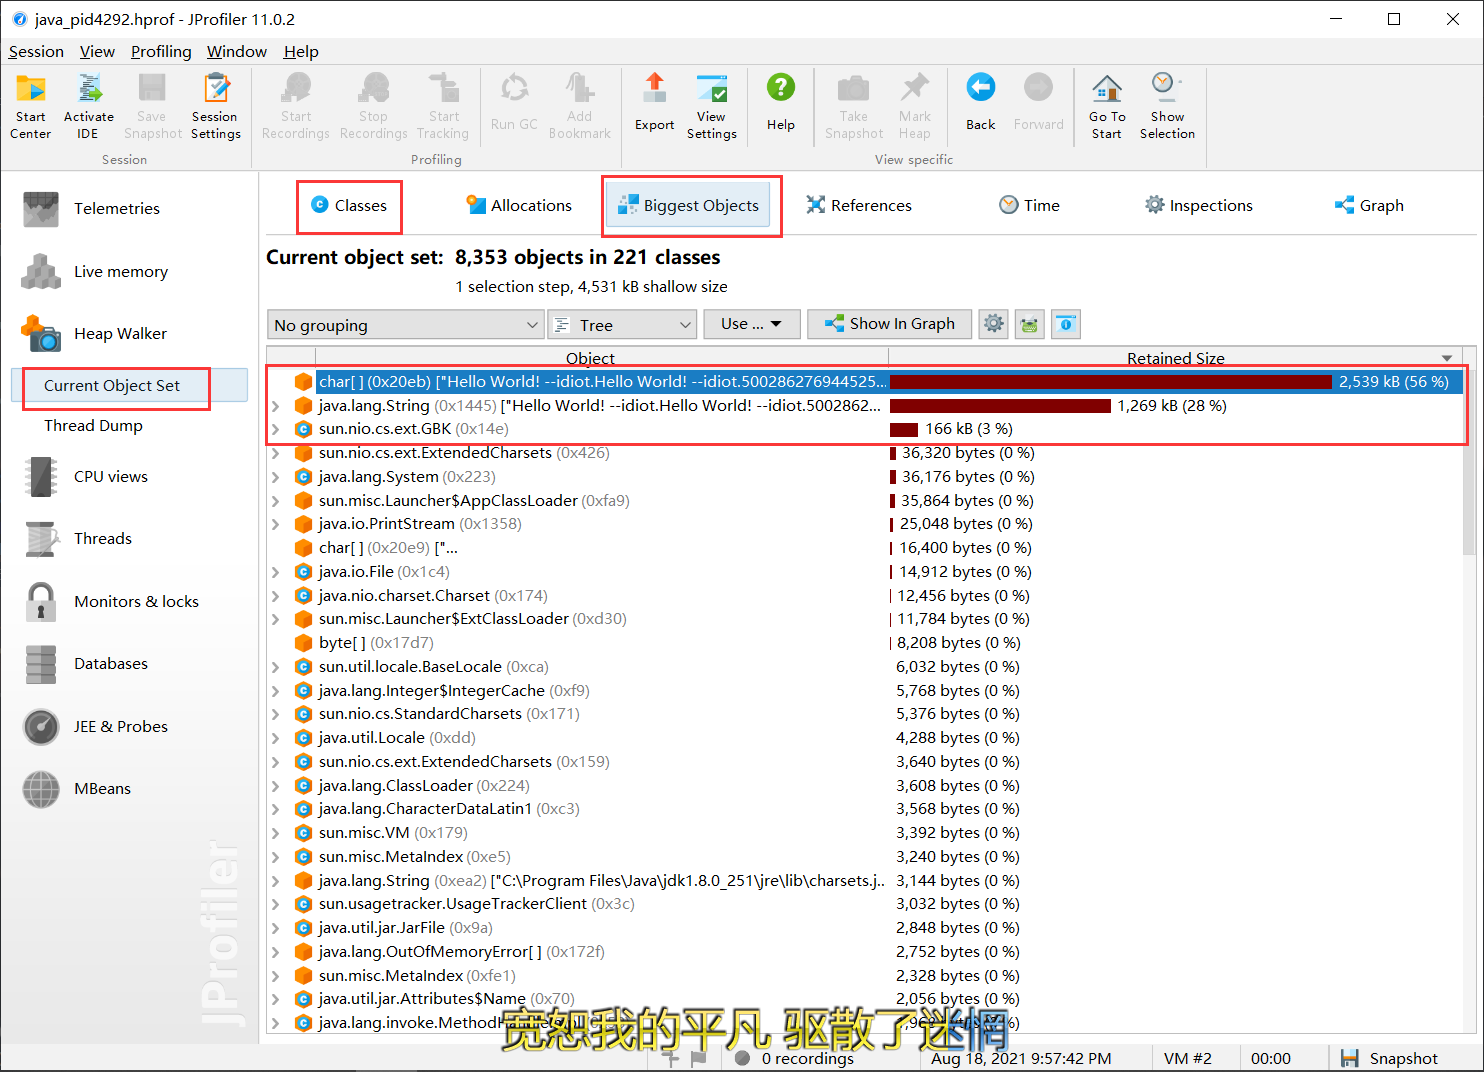 java_pid4292.hprof - JProfiler 11.0.2
Session View Profiling Window Help
Start Center
Activate IDE
Save Snapshot
Session Settings
Start Recordings
Stop Recordings
Start Tracking
Run GC
Add Bookmark
Export
View Settings
Help
Take Snapshot
Mark Heap
Back
Forward
Go To Start
Show Selection
Session
Profiling
View specific
Telemetries
Live memory
Heap Walker
Current Object Set
Thread Dump
CPU views
Threads
Monitors & locks
Databases
JEE & Probes
MBeans
JProfiler
Classes
Allocations
Biggest Objects
References
Time
Inspections
Graph
Current object set: 8,353 objects in 221 classes
1 selection step, 4,531 kB shallow size
No grouping
Tree
Use ...
Show In Graph
Object Retained Size
char[ ] (0x20eb) ["Hello World! --idiot.Hello World! --idiot.500286276944525... 2,539 kB (56 %)
java.lang.String (0x1445) ["Hello World! --idiot.Hello World! --idiot.5002862... 1,269 kB (28 %)
sun.nio.cs.ext.GBK (0x14e) 166 kB (3 %)
sun.nio.cs.ext.ExtendedCharsets (0x426) 36,320 bytes (0 %)
java.lang.System (0x223) 36,176 bytes (0 %)
sun.misc.Launcher$AppClassLoader (0xfa9) 35,864 bytes (0 %)
java.io.PrintStream (0x1358) 25,048 bytes (0 %)
char[ ] (0x20e9) ["... 16,400 bytes (0 %)
java.io.File (0x1c4) 14,912 bytes (0 %)
java.nio.charset.Charset (0x174) 12,456 bytes (0 %)
sun.misc.Launcher$ExtClassLoader (0xd30) 11,784 bytes (0 %)
byte[ ] (0x17d7) 8,208 bytes (0 %)
sun.util.locale.BaseLocale (0xca) 6,032 bytes (0 %)
java.lang.Integer$IntegerCache (0xf9) 5,768 bytes (0 %)
sun.nio.cs.StandardCharsets (0x171) 5,376 bytes (0 %)
java.util.Locale (0xdd) 4,288 bytes (0 %)
sun.nio.cs.ext.ExtendedCharsets (0x159) 3,640 bytes (0 %)
java.lang.ClassLoader (0x224) 3,608 bytes (0 %)
java.lang.CharacterDataLatin1 (0xc3) 3,568 bytes (0 %)
sun.misc.VM (0x179) 3,392 bytes (0 %)
sun.misc.MetaIndex (0xe5) 3,240 bytes (0 %)
java.lang.String (0xea2) ["C:\Program Files\Java\jdk1.8.0_251\jre\lib\charsets.j.. 3,144 bytes (0 %)
sun.usagetracker.UsageTrackerClient (0x3c) 3,032 bytes (0 %)
java.util.jar.JarFile (0x9a) 2,848 bytes (0 %)
java.lang.OutOfMemoryError[ ] (0x172f) 2,752 bytes (0 %)
sun.misc.MetaIndex (0xfe1) 2,328 bytes (0 %)
java.util.jar.Attributes$Name (0x70) 2,056 bytes (0 %)
宽恕我的平凡 驱散了迷惘
0 recordings
Aug 18, 2021 9:57:42 PM
VM #2
00:00
Snapshot